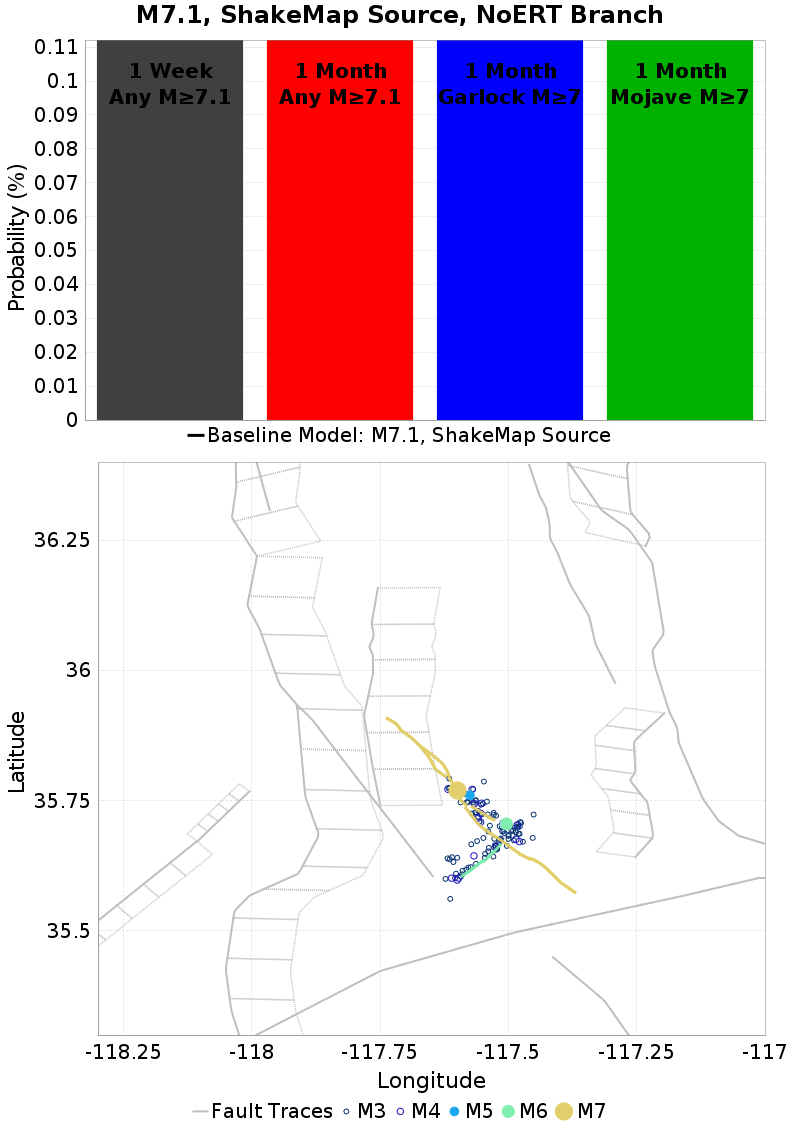 M7.1, ShakeMap Source, NoERT Branch
0.11
0.1
0.09
0.08
0.07
0.06
0.05
0.04
0.03
0.02
0.01
0
Probability (%)
1 Week
Any M≥7.1
1 Month
Any M≥7.1
1 Month
Garlock M≥7
1 Month
Mojave M≥7
Baseline Model: M7.1, ShakeMap Source
36.25
36
35.75
35.5
Latitude
-118.25 -118 -117.75 -117.5 -117.25 -117
Longitude
Fault Traces M3 M4 M5 M6 M7